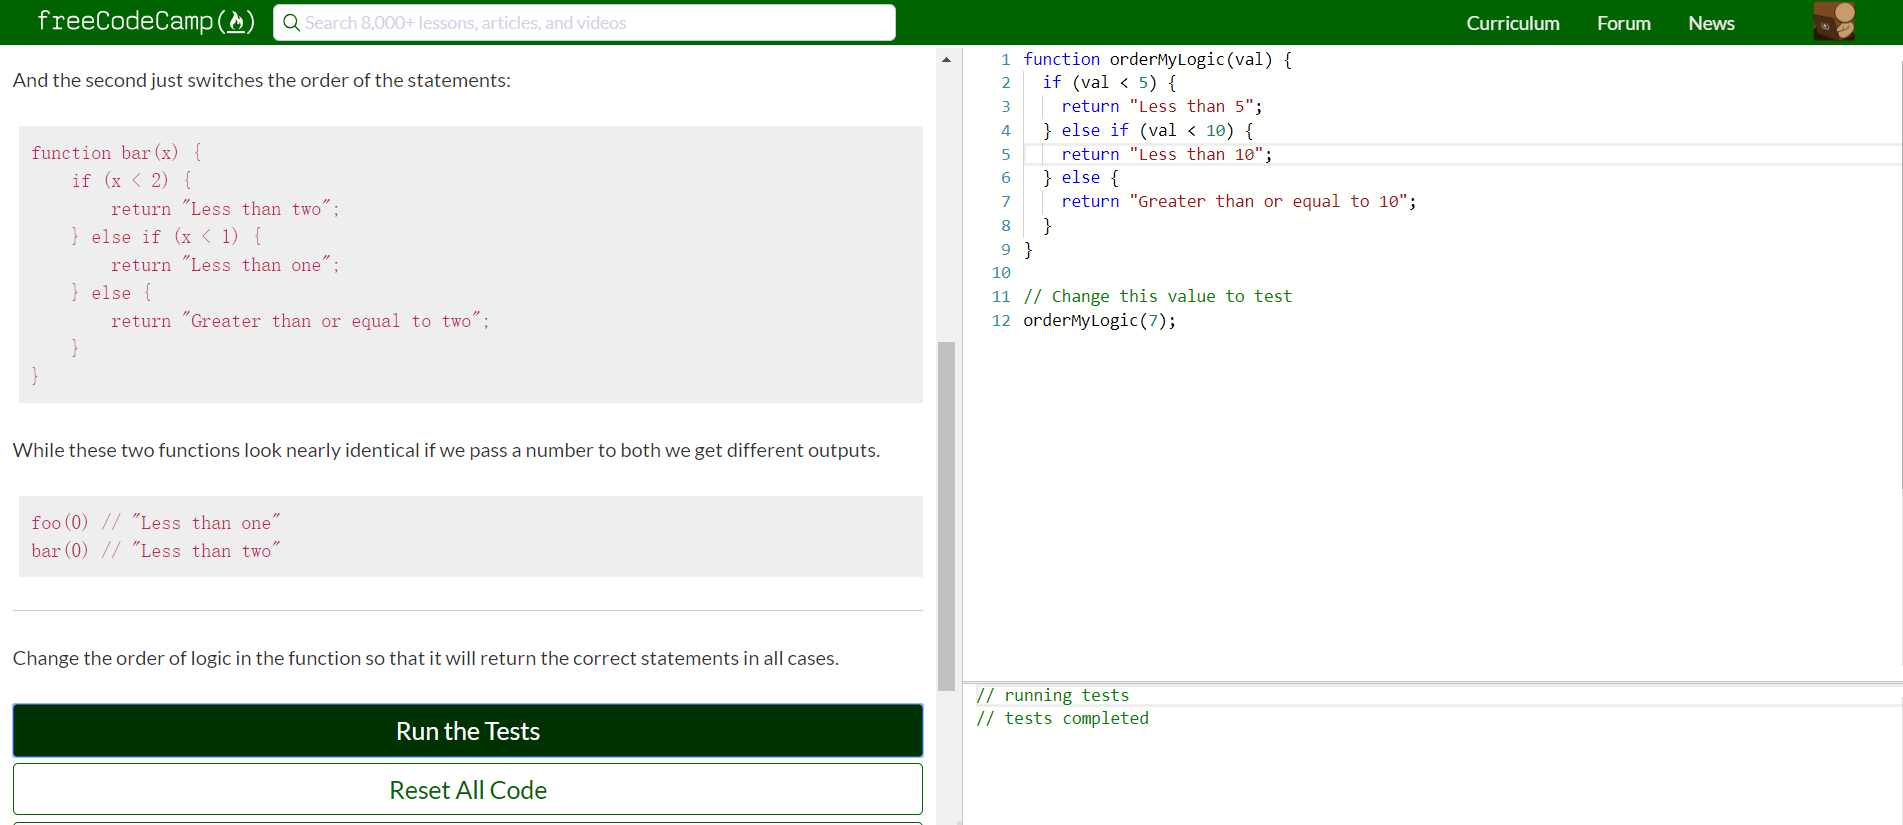 freeCodeCamp
Search 8,000+ lessons, articles, and videos
Curriculum
Forum
News
And the second just switches the order of the statements:
function bar(x) {
    if (x < 2) {
        return "Less than two";
    } else if (x < 1) {
        return "Less than one";
    } else {
        return "Greater than or equal to two";
    }
}
While these two functions look nearly identical if we pass a number to both we get different outputs.
foo(0) // "Less than one"
bar(0) // "Less than two"
Change the order of logic in the function so that it will return the correct statements in all cases.
Run the Tests
Reset All Code
1 function orderMyLogic(val) {
2   if (val < 5) {
3     return "Less than 5";
4   } else if (val < 10) {
5     return "Less than 10";
6   } else {
7     return "Greater than or equal to 10";
8   }
9 }
10
11 // Change this value to test
12 orderMyLogic(7);
// running tests
// tests completed